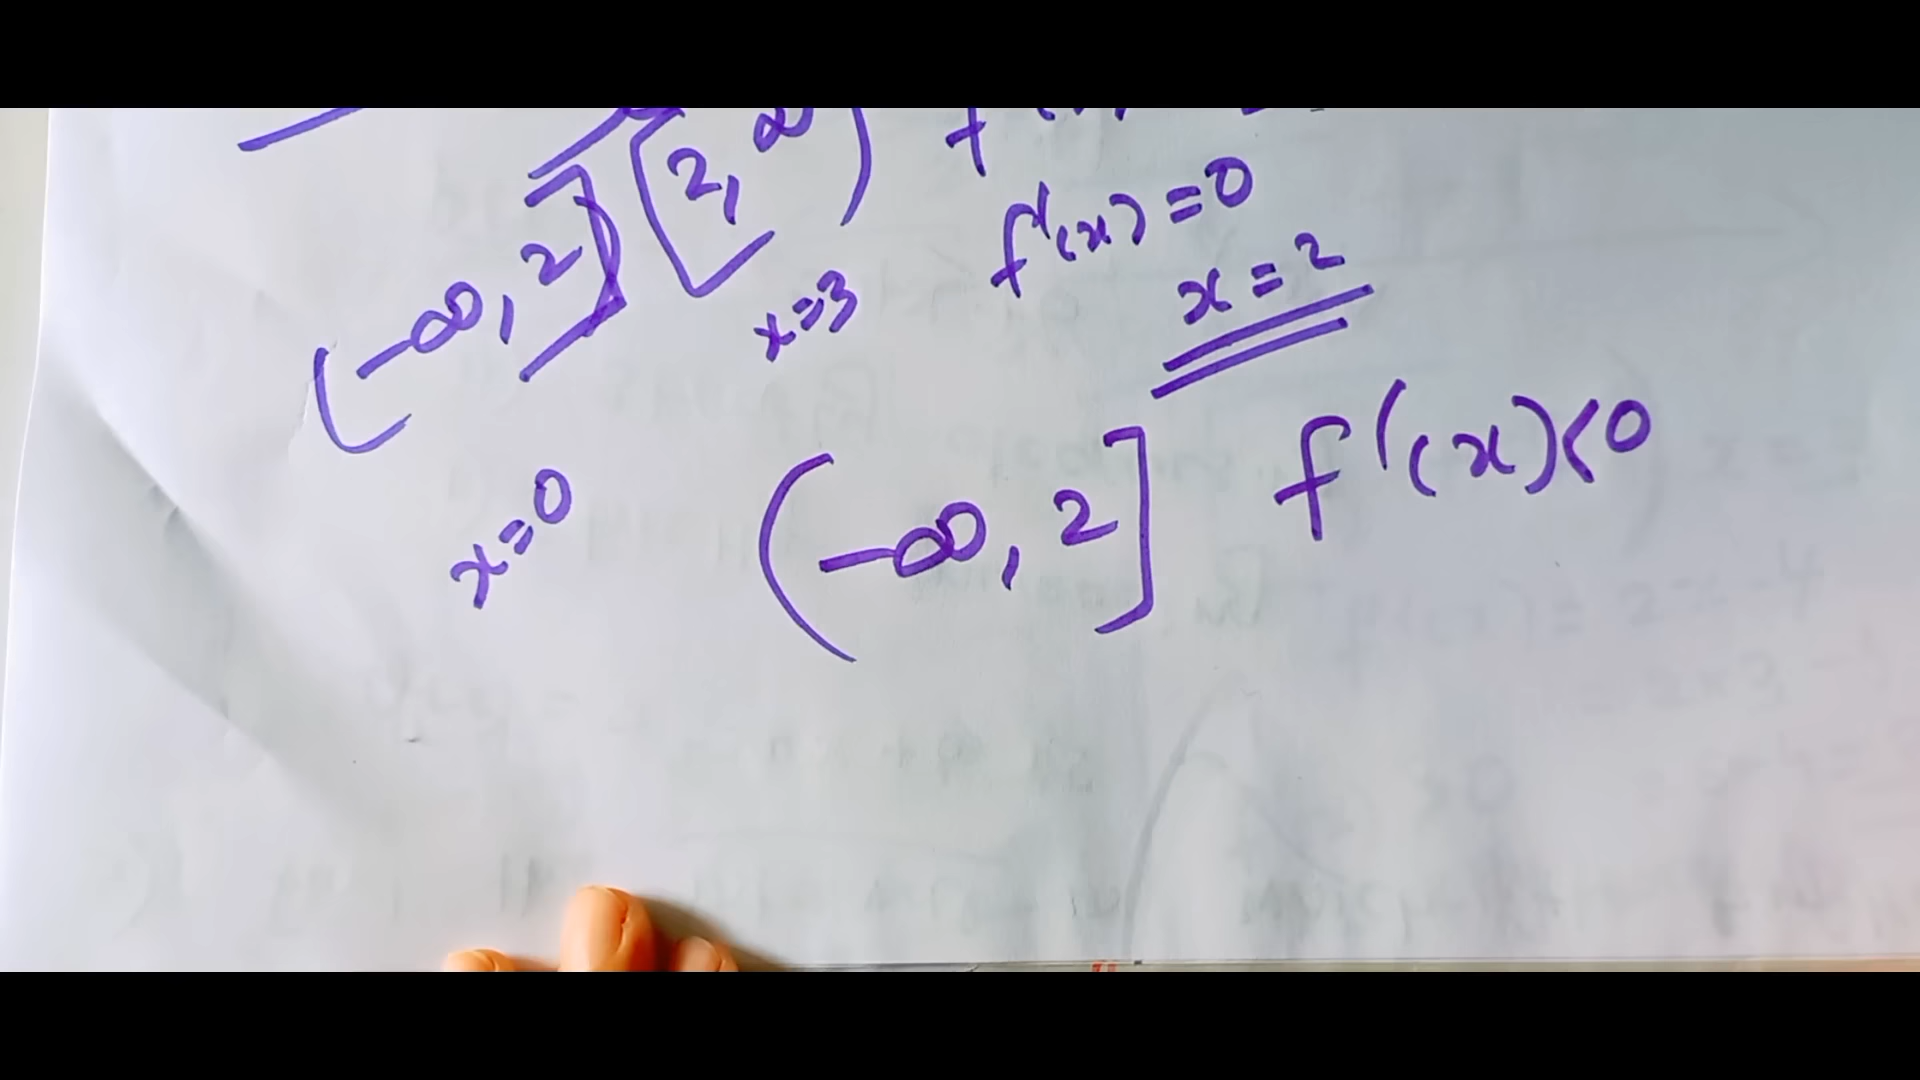 (-∞, 2] [2, ∞)
f'(x) = 0
x = 3
x = 2
x = 0
(-∞, 2] f'(x) < 0